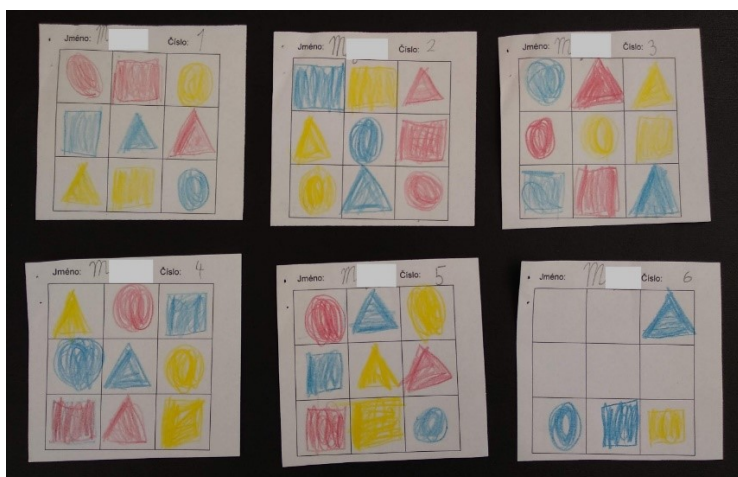 Jméno: M Číslo: 1
Jméno: M Číslo: 2
Jméno: M Číslo: 3
Jméno: M Číslo: 4
Jméno: M Číslo: 5
Jméno: M Číslo: 6